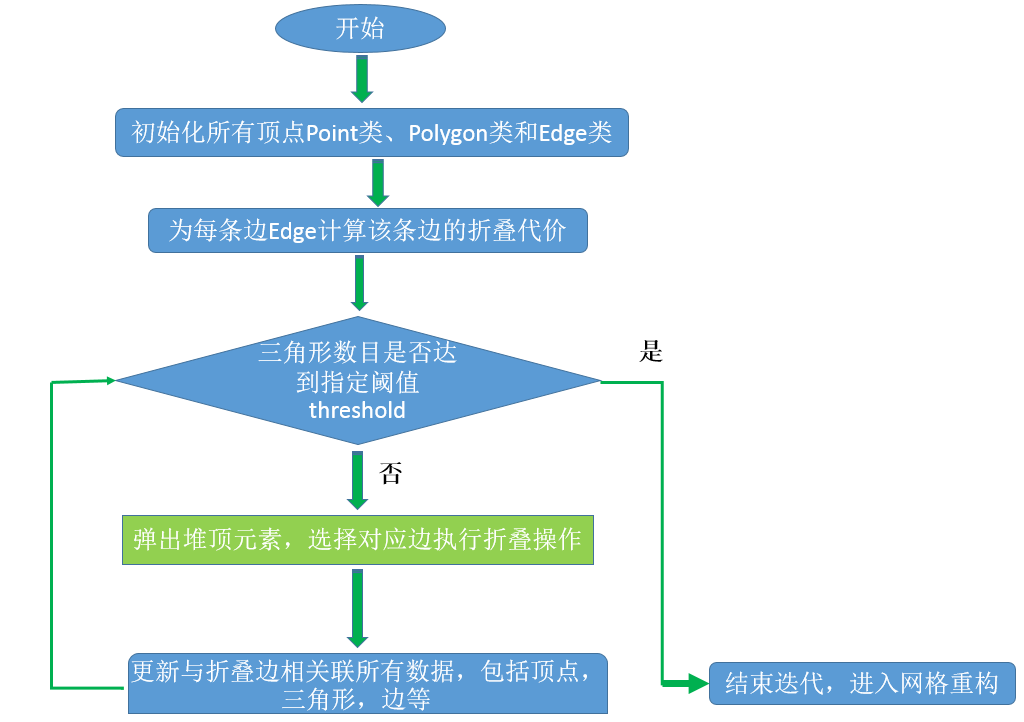 开始
初始化所有顶点Point类、Polygon类和Edge类
为每条边Edge计算该条边的折叠代价
三角形数目是否达
到指定阈值
threshold
是
否
弹出堆顶元素，选择对应边执行折叠操作
更新与折叠边相关联所有数据，包括顶点，
三角形，边等
结束迭代，进入网格重构